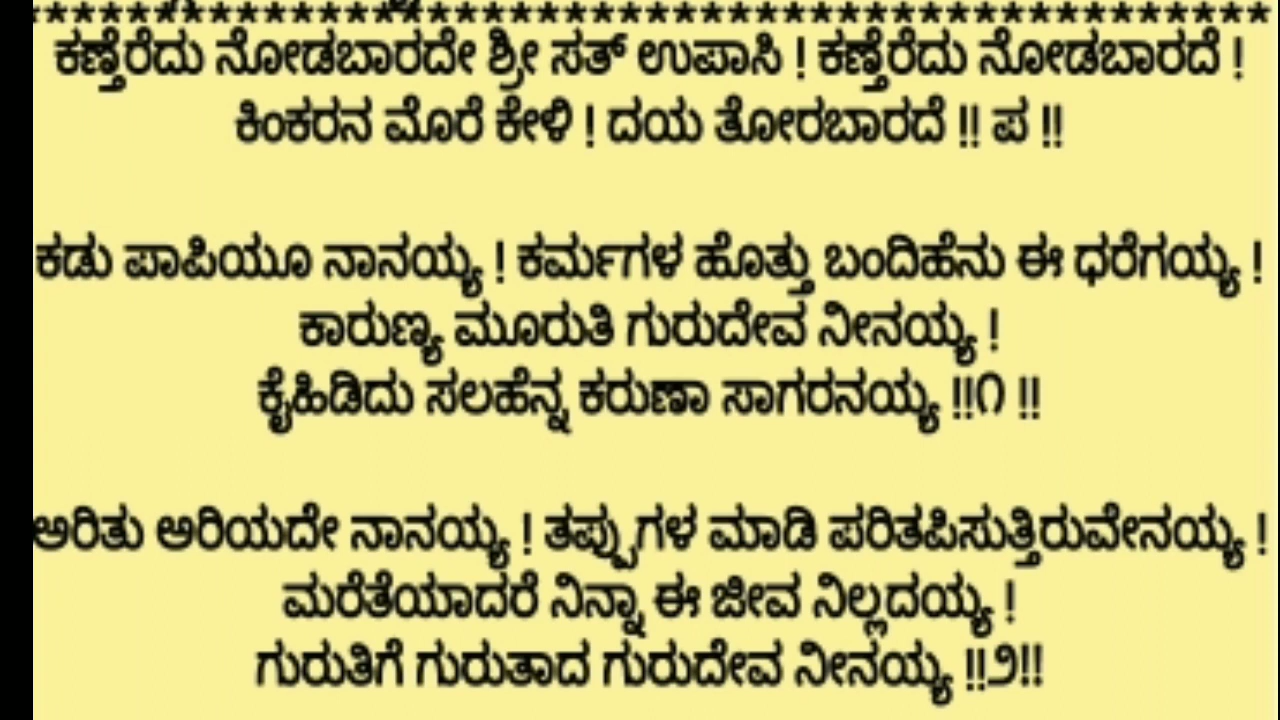 *****************************************************
ಕಣ್ತೆರೆದು ನೋಡಬಾರದೇ ಶ್ರೀ ಸತ್ ಉಪಾಸಿ ! ಕಣ್ತೆರೆದು ನೋಡಬಾರದೆ !
ಕಿಂಕರನ ಮೊರೆ ಕೇಳಿ ! ದಯ ತೋರಬಾರದೆ !! ಪ !!
ಕಡು ಪಾಪಿಯೂ ನಾನಯ್ಯ ! ಕರ್ಮಗಳ ಹೊತ್ತು ಬಂದಿಹೆನು ಈ ಧರೆಗಯ್ಯ !
ಕಾರುಣ್ಯ ಮೂರುತಿ ಗುರುದೇವ ನೀನಯ್ಯ !
ಕೈಹಿಡಿದು ಸಲಹೆನ್ನ ಕರುಣಾ ಸಾಗರನಯ್ಯ !!೧ !!
ಅರಿತು ಅರಿಯದೇ ನಾನಯ್ಯ ! ತಪ್ಪುಗಳ ಮಾಡಿ ಪರಿತಪಿಸುತ್ತಿರುವೇನಯ್ಯ !
ಮರೆತೆಯಾದರೆ ನಿನ್ನಾ ಈ ಜೀವ ನಿಲ್ಲದಯ್ಯ !
ಗುರುತಿಗೆ ಗುರುತಾದ ಗುರುದೇವ ನೀನಯ್ಯ !!೨!!